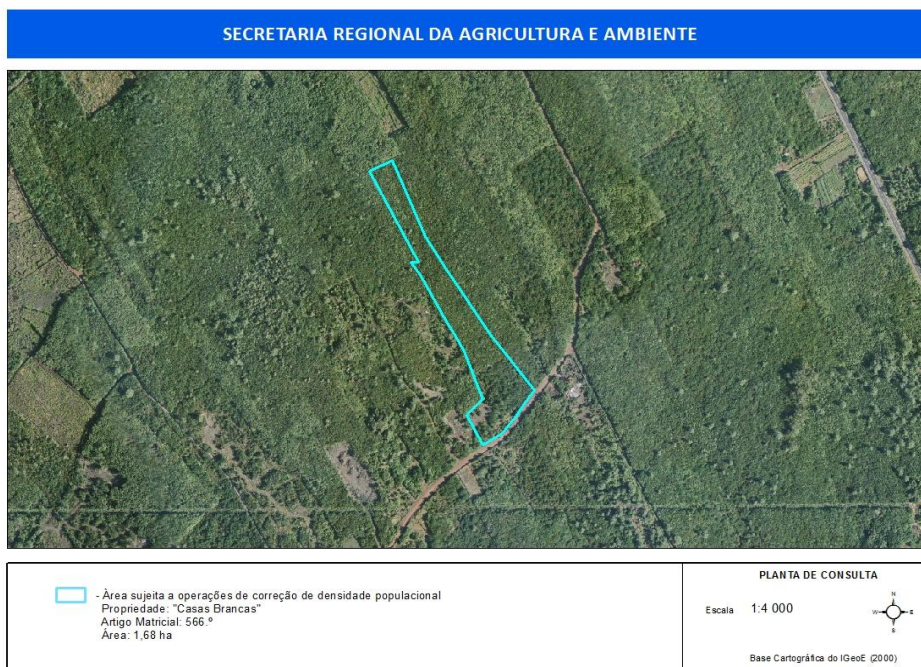 SECRETARIA REGIONAL DA AGRICULTURA E AMBIENTE
- Área sujeita a operações de correção de densidade populacional
Propriedade: "Casas Brancas"
Artigo Matricial: 566.º
Área: 1,68 ha
PLANTA DE CONSULTA
Escala 1:4 000
N
W E
S
Base Cartográfica do IGeoE (2000)